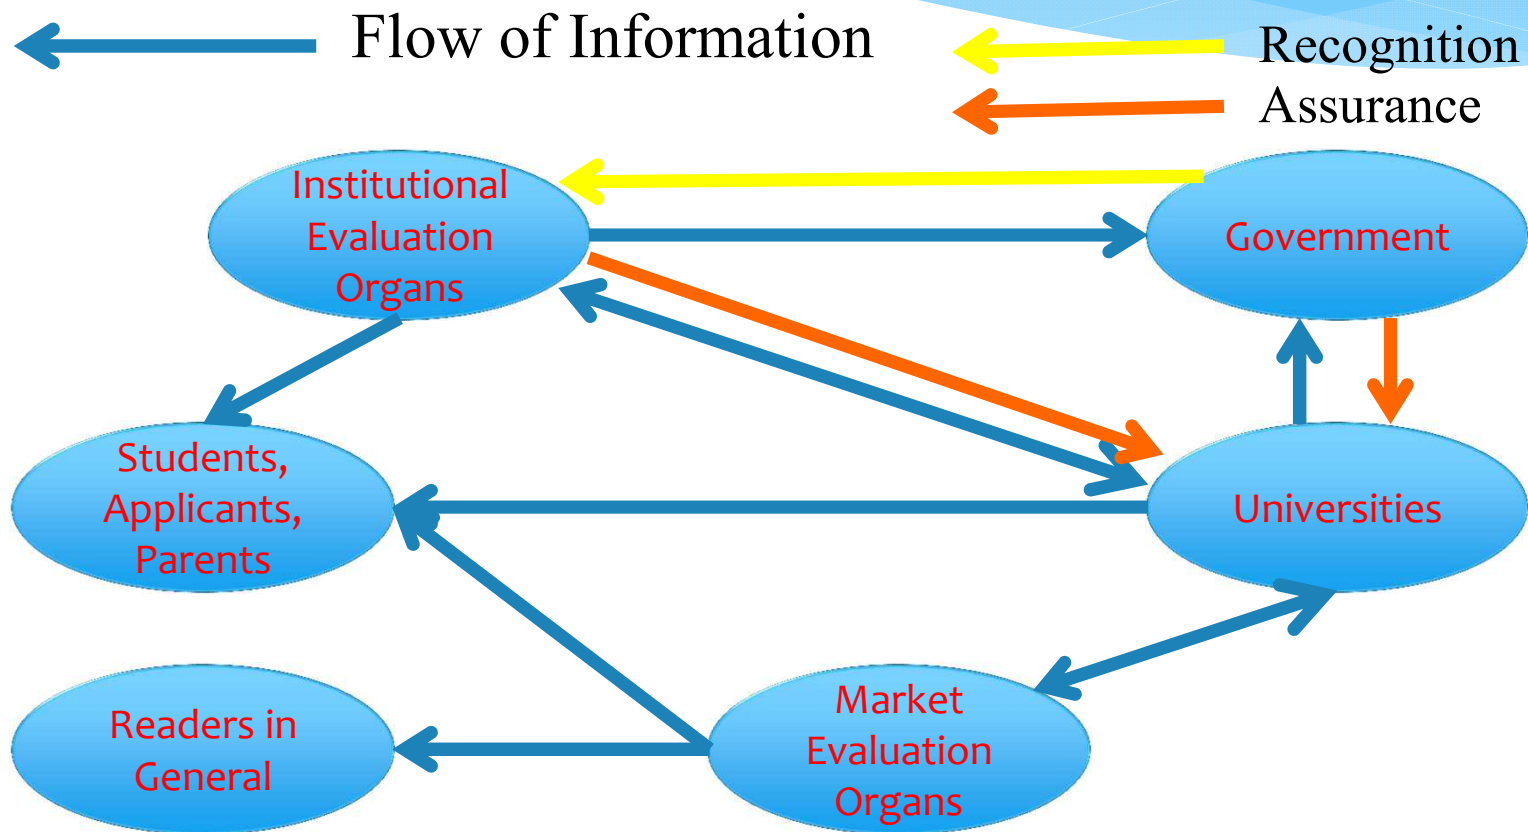 Flow of Information
Recognition
Assurance
Institutional
Evaluation
Organs
Government
Students,
Applicants,
Parents
Universities
Readers in
General
Market
Evaluation
Organs